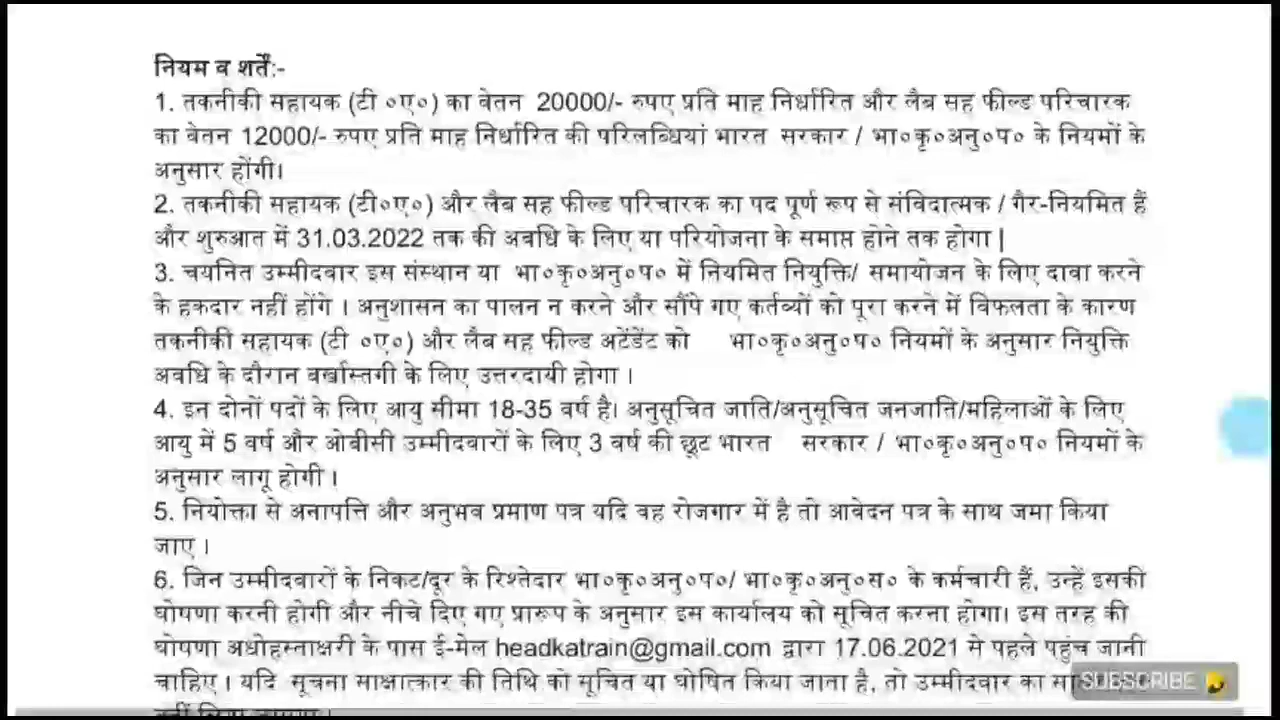 नियम व शर्तें:-
1. तकनीकी सहायक (टी ०ए०) का वेतन 20000/- रुपए प्रति माह निर्धारित और लैब सह फील्ड परिचारक
का वेतन 12000/- रुपए प्रति माह निर्धारित की परिलब्धियां भारत सरकार / भा०कृ०अनु०प० के नियमों के
अनुसार होंगी।
2. तकनीकी सहायक (टी०ए०) और लैब सह फील्ड परिचारक का पद पूर्ण रूप से संविदात्मक / गैर-नियमित हैं
और शुरुआत में 31.03.2022 तक की अवधि के लिए या परियोजना के समाप्त होने तक होगा |
3. चयनित उम्मीदवार इस संस्थान या भा०कृ०अनु०प० में नियमित नियुक्ति/ समायोजन के लिए दावा करने
के हकदार नहीं होंगे । अनुशासन का पालन न करने और सौंपे गए कर्तव्यों को पूरा करने में विफलता के कारण
तकनीकी सहायक (टी ०ए०) और लैब सह फील्ड अटेंडेंट को भा०कृ०अनु०प० नियमों के अनुसार नियुक्ति
अवधि के दौरान बर्खास्तगी के लिए उत्तरदायी होगा ।
4. इन दोनों पदों के लिए आयु सीमा 18-35 वर्ष है। अनुसूचित जाति/अनुसूचित जनजाति/महिलाओं के लिए
आयु में 5 वर्ष और ओबीसी उम्मीदवारों के लिए 3 वर्ष की छूट भारत सरकार / भा०कृ०अनु०प० नियमों के
अनुसार लागू होगी ।
5. नियोक्ता से अनापत्ति और अनुभव प्रमाण पत्र यदि वह रोजगार में है तो आवेदन पत्र के साथ जमा किया
जाए ।
6. जिन उम्मीदवारों के निकट/दूर के रिश्तेदार भा०कृ०अनु०प०/ भा०कृ०अनु०स० के कर्मचारी हैं, उन्हें इसकी
घोषणा करनी होगी और नीचे दिए गए प्रारूप के अनुसार इस कार्यालय को सूचित करना होगा। इस तरह की
घोषणा अधोहस्ताक्षरी के पास ई-मेल headkatrain@gmail.com द्वारा 17.06.2021 से पहले पहुंच जानी
चाहिए । यदि सूचना साक्षात्कार की तिथि को सूचित या घोषित किया जाता है, तो उम्मीदवार का
SUBSCRIBE